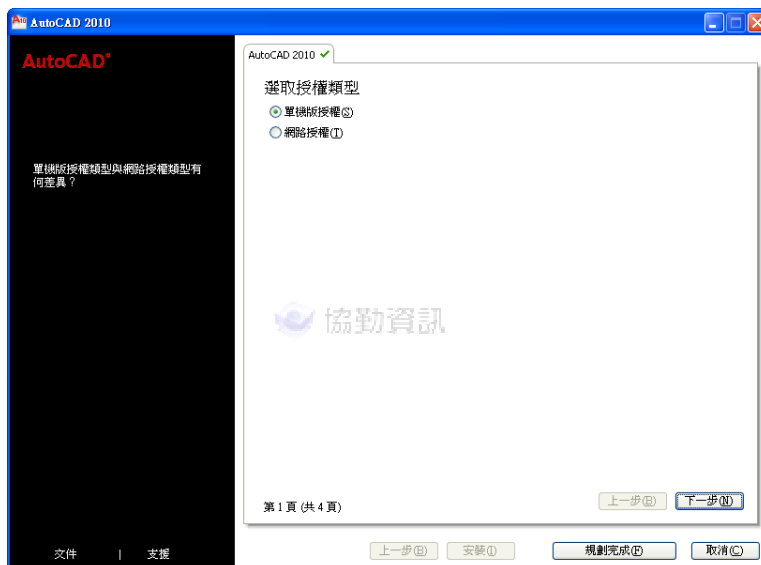 AutoCAD 2010
AutoCAD
AutoCAD 2010
選取授權類型
單機版授權(S)
網路授權(T)
單機版授權類型與網路授權類型有
何差異？
協勤資訊
第 1 頁 (共 4 頁)
上一步(B) 下一步(N)
文件 | 支援
上一步(B) 安裝(I) 規劃完成(F) 取消(C)